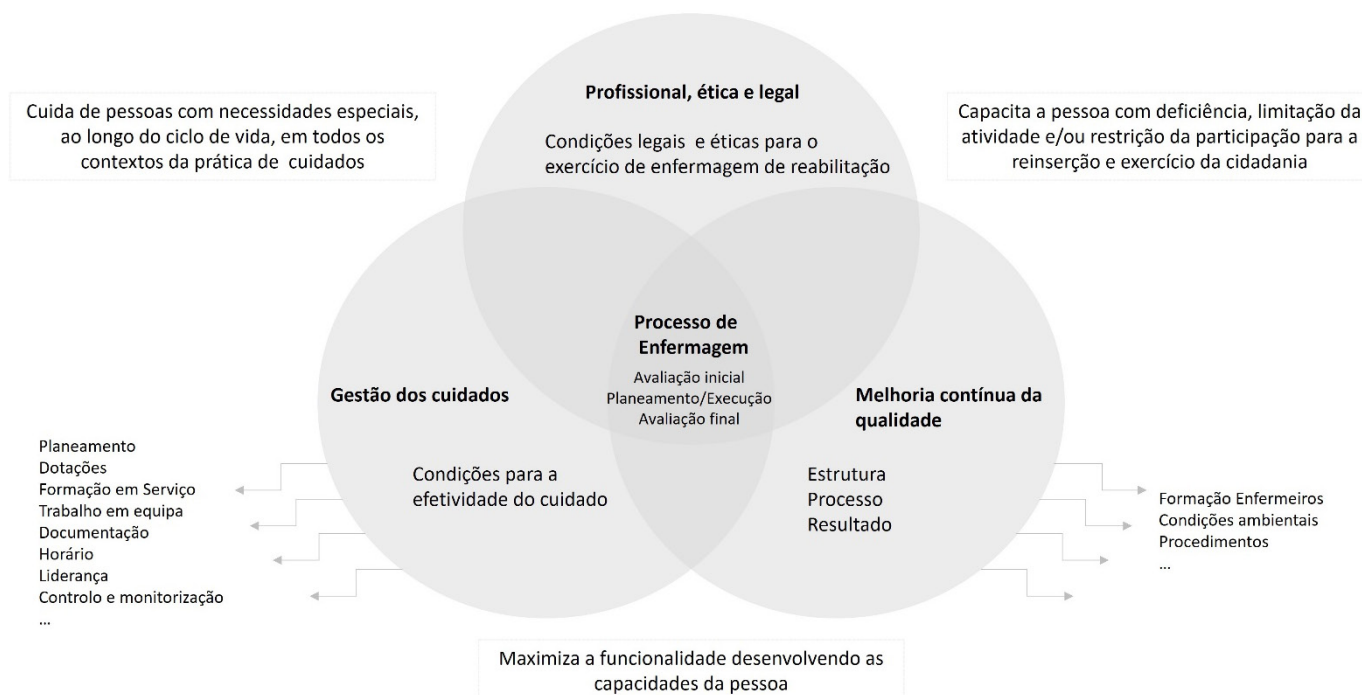 Profissional, ética e legal
Condições legais e éticas para o
exercício de enfermagem de reabilitação
Cuida de pessoas com necessidades especiais,
ao longo do ciclo de vida, em todos os
contextos da prática de cuidados
Capacita a pessoa com deficiência, limitação da
atividade e/ou restrição da participação para a
reinserção e exercício da cidadania
Processo de
Enfermagem
Avaliação inicial
Planeamento/Execução
Avaliação final
Gestão dos cuidados
Condições para a
efetividade do cuidado
Melhoria contínua da
qualidade
Estrutura
Processo
Resultado
Planeamento
Dotações
Formação em Serviço
Trabalho em equipa
Documentação
Horário
Liderança
Controlo e monitorização
...
Formação Enfermeiros
Condições ambientais
Procedimentos
...
Maximiza a funcionalidade desenvolvendo as
capacidades da pessoa